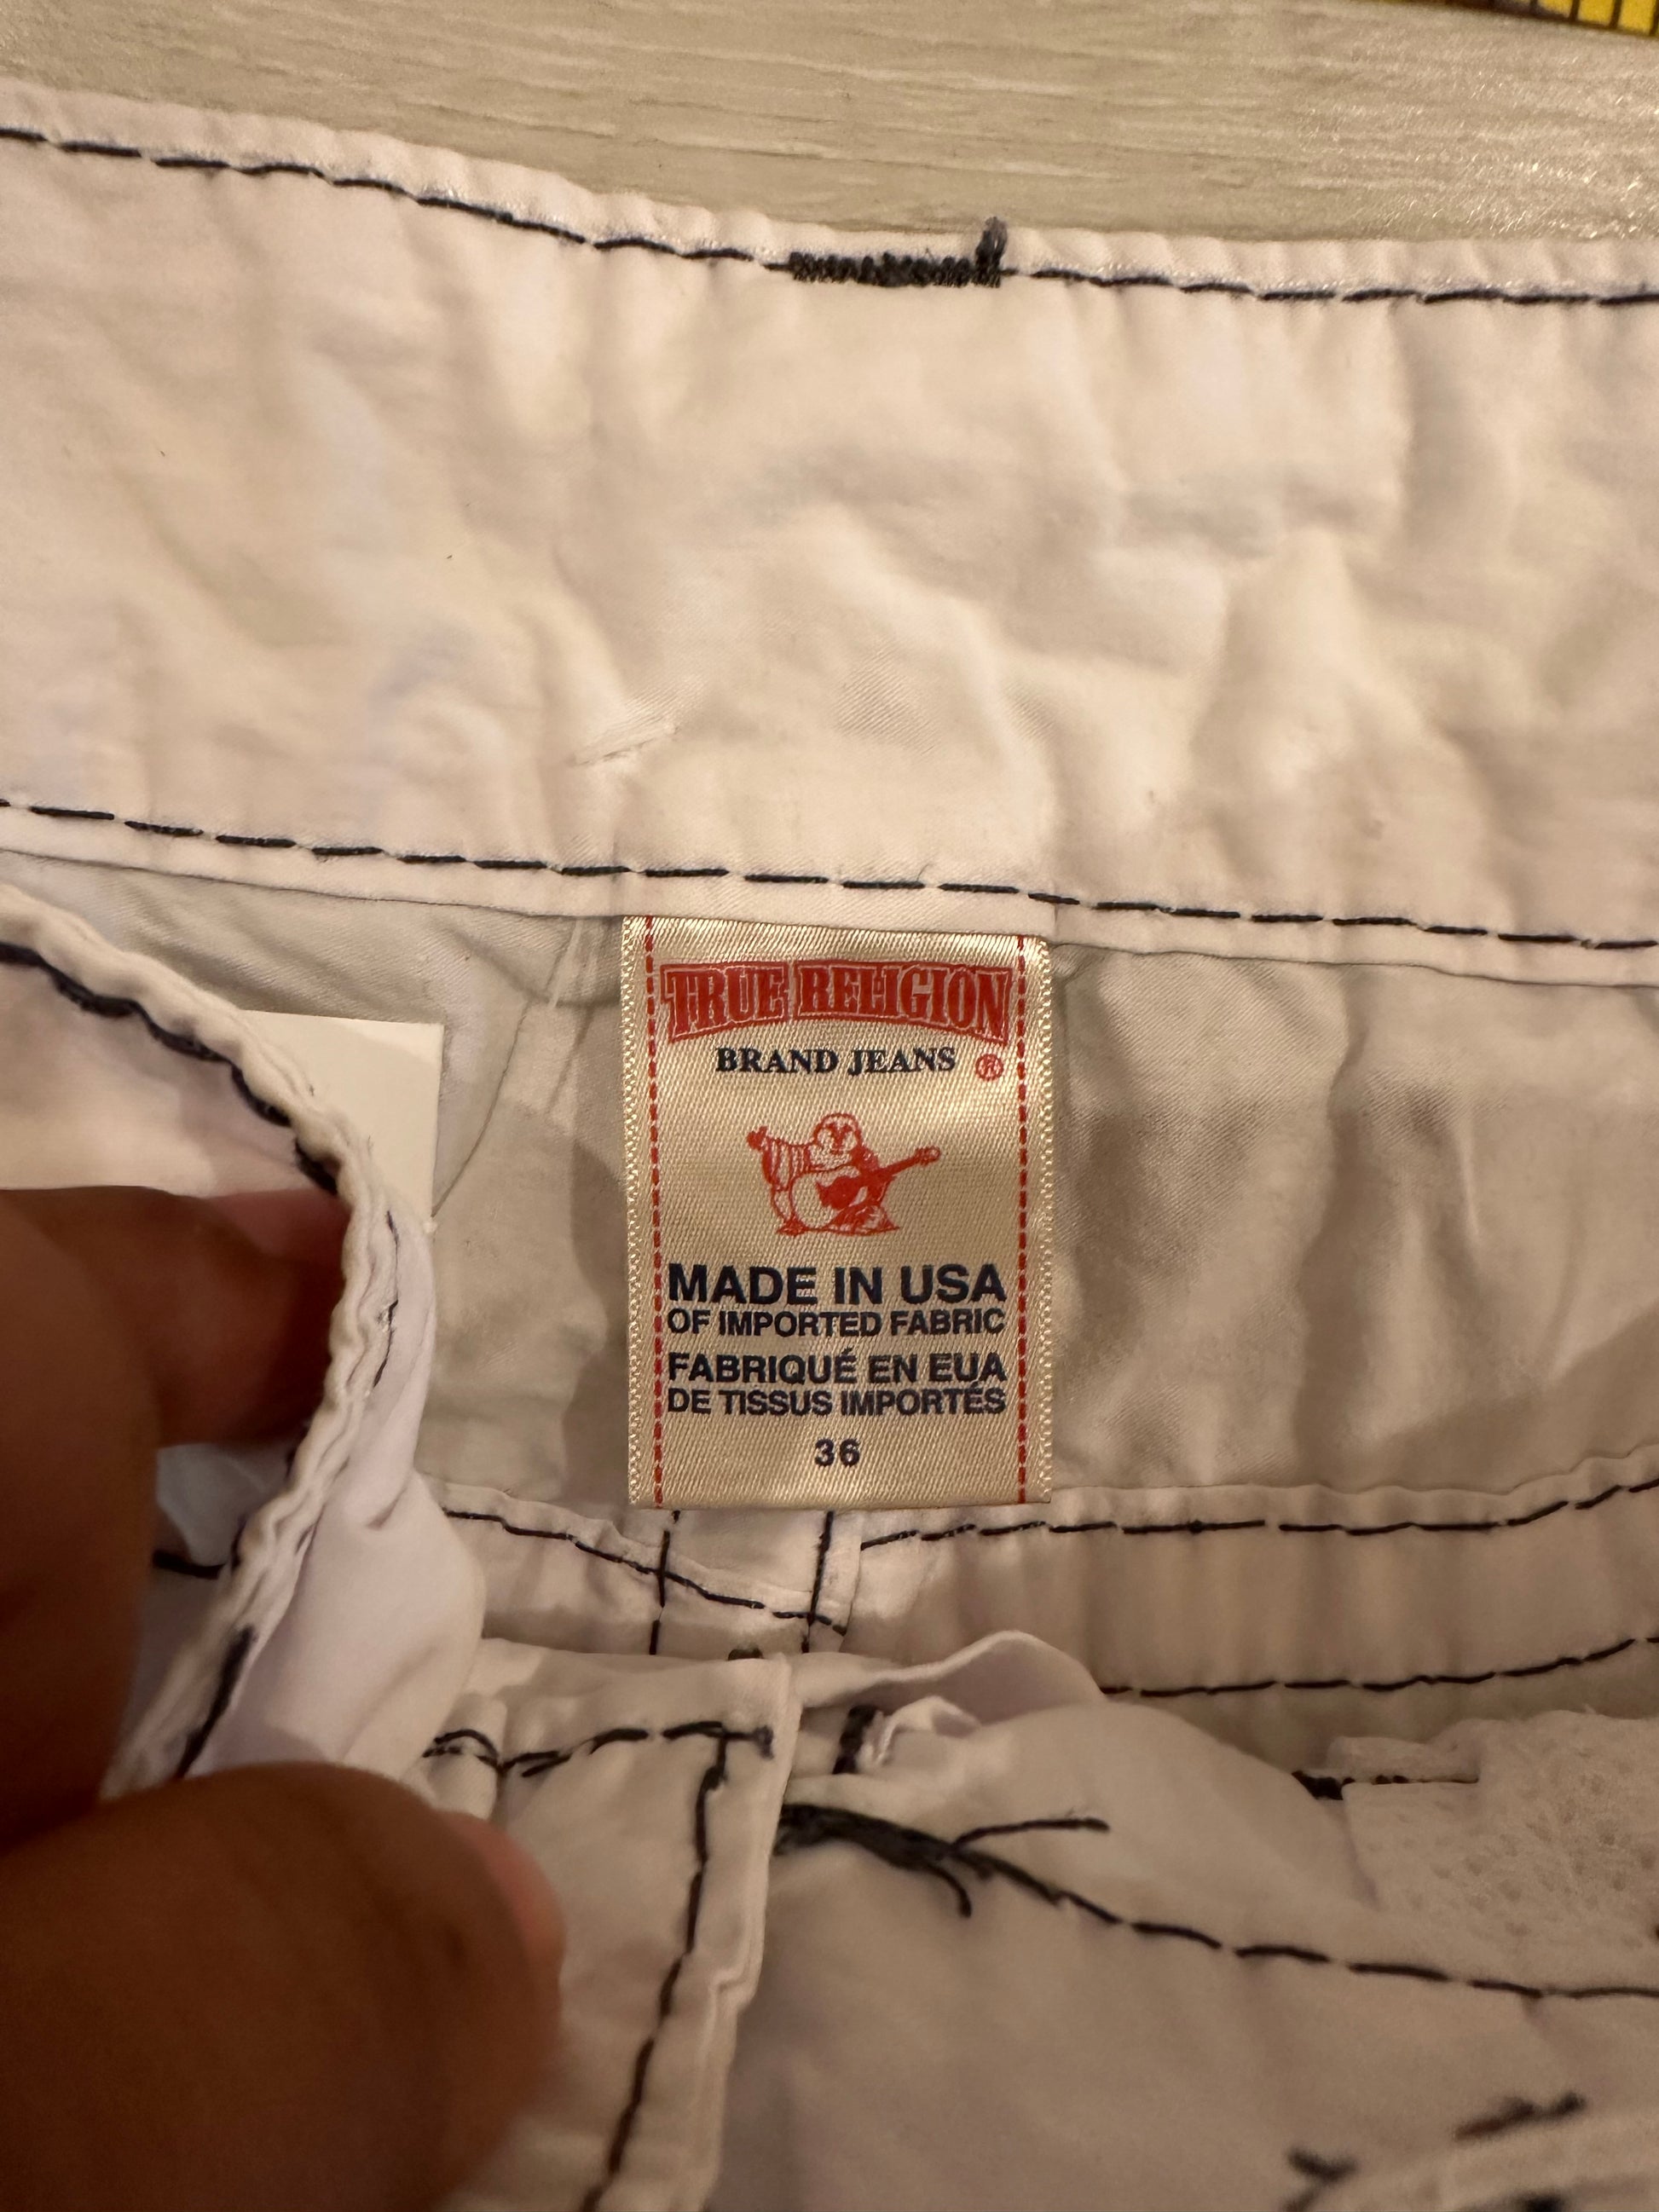 TRUE RELIGION
BRAND JEANS ®
MADE IN USA
OF IMPORTED FABRIC
FABRIQUÉ EN EUA
DE TISSUS IMPORTÉS
36